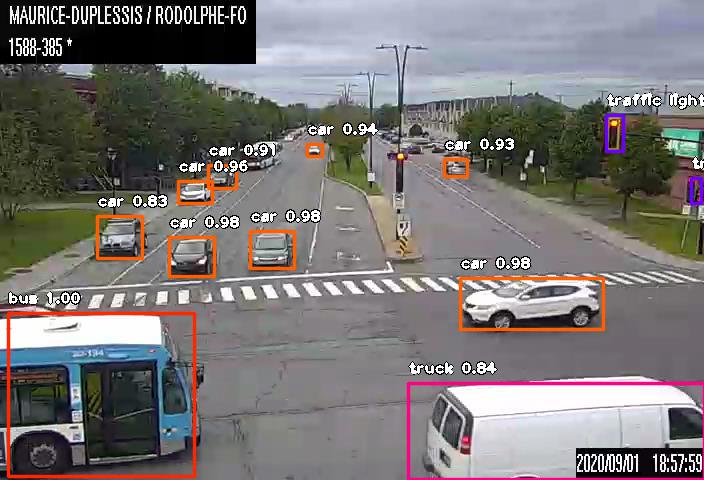 MAURICE-DUPLESSIS / RODOLPHE-FO
1588-385 *
traffic light
car 0.94
car 0.91
car 0.93
car 0.96
car 0.83
car 0.98
car 0.98
car 0.98
bus 1.00
truck 0.84
2020/09/01 18:57:59